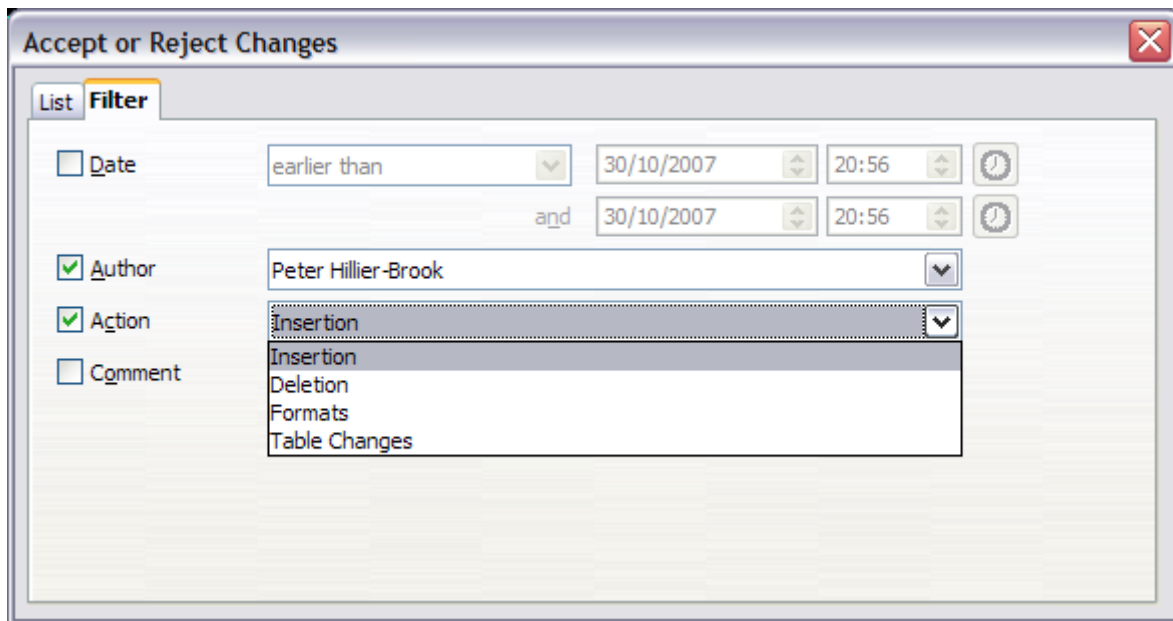 Accept or Reject Changes
List Filter
Date earlier than 30/10/2007 20:56
and 30/10/2007 20:56
Author Peter Hillier-Brook
Action Insertion
Insertion
Comment
Deletion
Formats
Table Changes